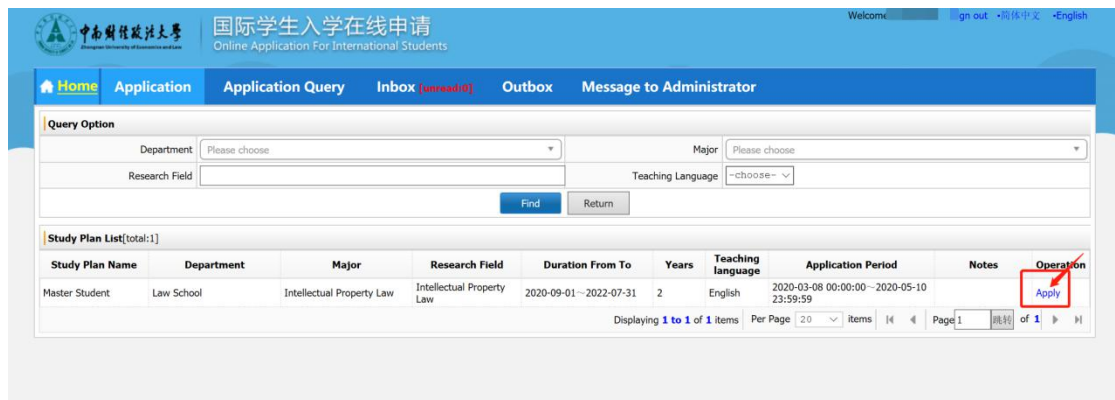 Welcome gn out •简体中文 •English
中南财经政法大学 国际学生入学在线申请
Zhongnan University of Economics and Law Online Application For International Students
Home Application Application Query Inbox [unread:0] Outbox Message to Administrator
Query Option
Department Please choose Major Please choose
Research Field Teaching Language -choose-
Find Return
Study Plan List[total:1]
Study Plan Name Department Major Research Field Duration From To Years Teaching language Application Period Notes Operation
Master Student Law School Intellectual Property Law Intellectual Property Law 2020-09-01~2022-07-31 2 English 2020-03-08 00:00:00~2020-05-10 23:59:59 Apply
Displaying 1 to 1 of 1 items Per Page 20 items Page 1 跳转 of 1